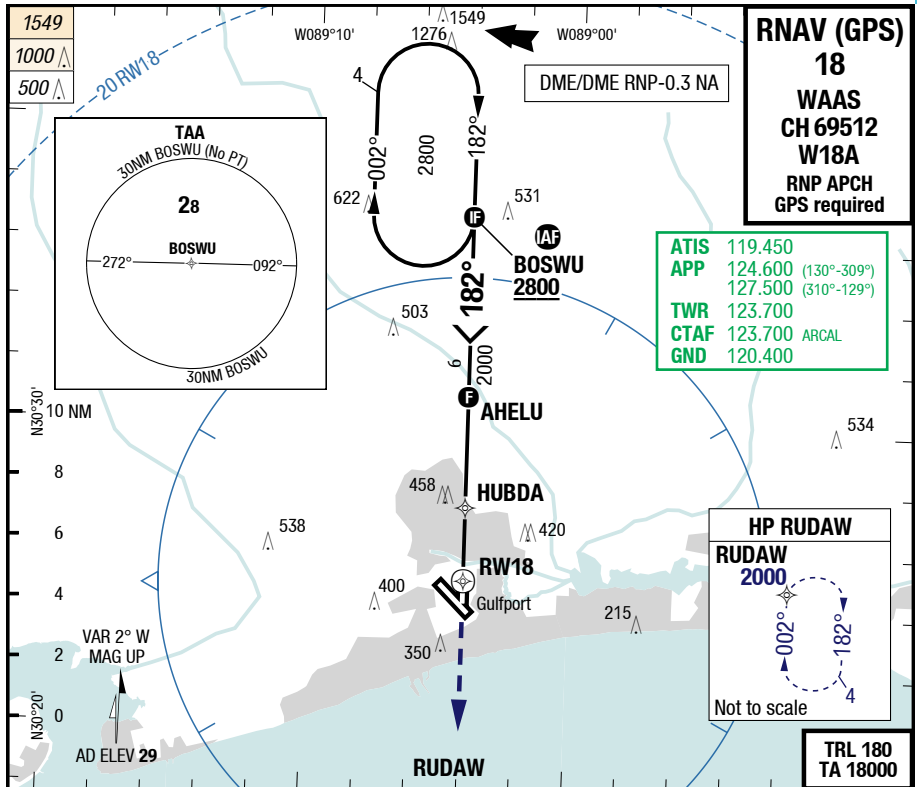 1549
1000
500
20 RW18
1549
1276
W089°10'
W089°00'
DME/DME RNP-0.3 NA
RNAV (GPS)
18
WAAS
CH 69512
W18A
RNP APCH
GPS required
TAA
30NM BOSWU (No PT)
28
BOSWU
272°
092°
30NM BOSWU
4
002°
2800
182°
622
531
IF
IAF
BOSWU
2800
182°
ATIS 119.450
APP 124.600 (130°-309°)
127.500 (310°-129°)
TWR 123.700
CTAF 123.700 ARCAL
GND 120.400
503
6
2000
F
AHELU
N30°30'
10 NM
534
8
458
HUBDA
6
538
420
RW18
4
400
Gulfport
215
350
VAR 2° W
MAG UP
2
N30°20'
0
AD ELEV 29
RUDAW
HP RUDAW
RUDAW
2000
002°
182°
4
Not to scale
TRL 180
TA 18000